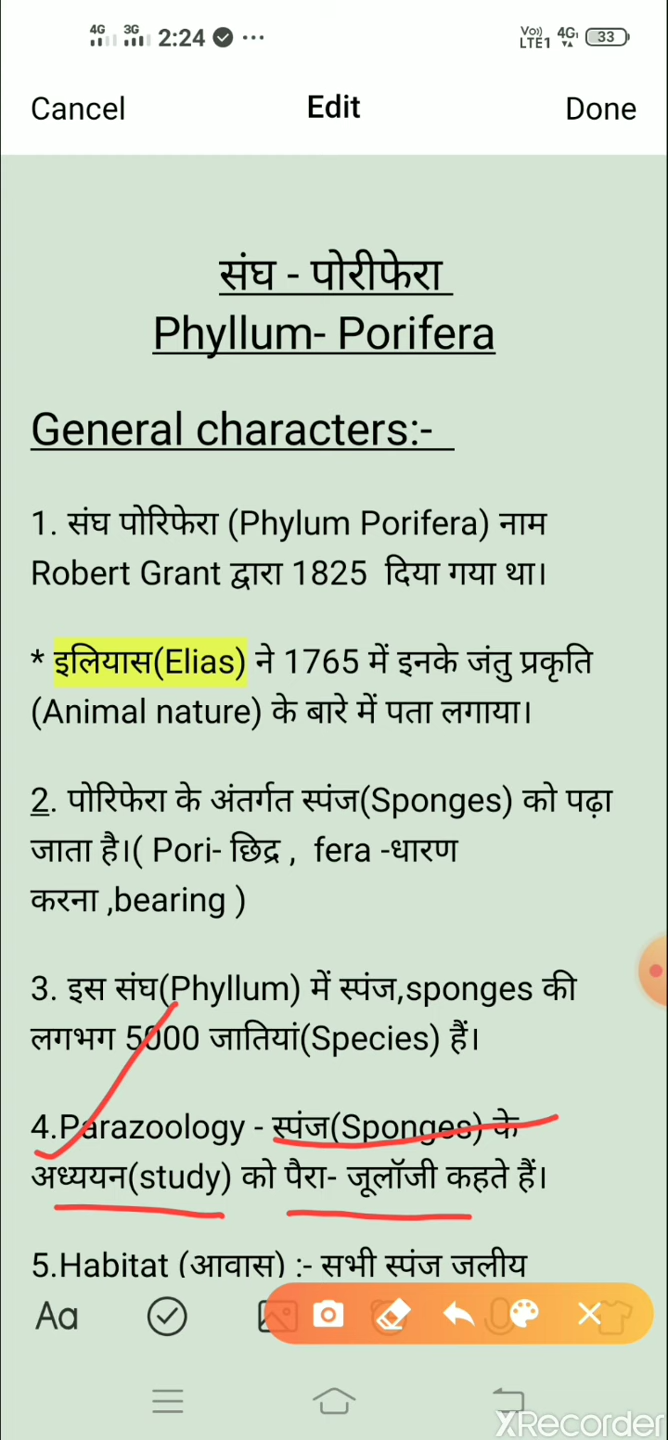 4G 3G 2:24 Vo)) LTE1 4G 33
Cancel Edit Done
संघ - पोरीफेरा
Phyllum- Porifera
General characters:-
1. संघ पोरिफेरा (Phylum Porifera) नाम
Robert Grant द्वारा 1825 दिया गया था।
* इलियास(Elias) ने 1765 में इनके जंतु प्रकृति
(Animal nature) के बारे में पता लगाया।
2. पोरिफेरा के अंतर्गत स्पंज(Sponges) को पढ़ा
जाता है।( Pori- छिद्र , fera -धारण
करना ,bearing )
3. इस संघ(Phyllum) में स्पंज,sponges की
लगभग 5000 जातियां(Species) हैं।
4.Parazoology - स्पंज(Sponges) के
अध्ययन(study) को पैरा- जूलॉजी कहते हैं।
5.Habitat (आवास) :- सभी स्पंज जलीय
Aa
XRecorder